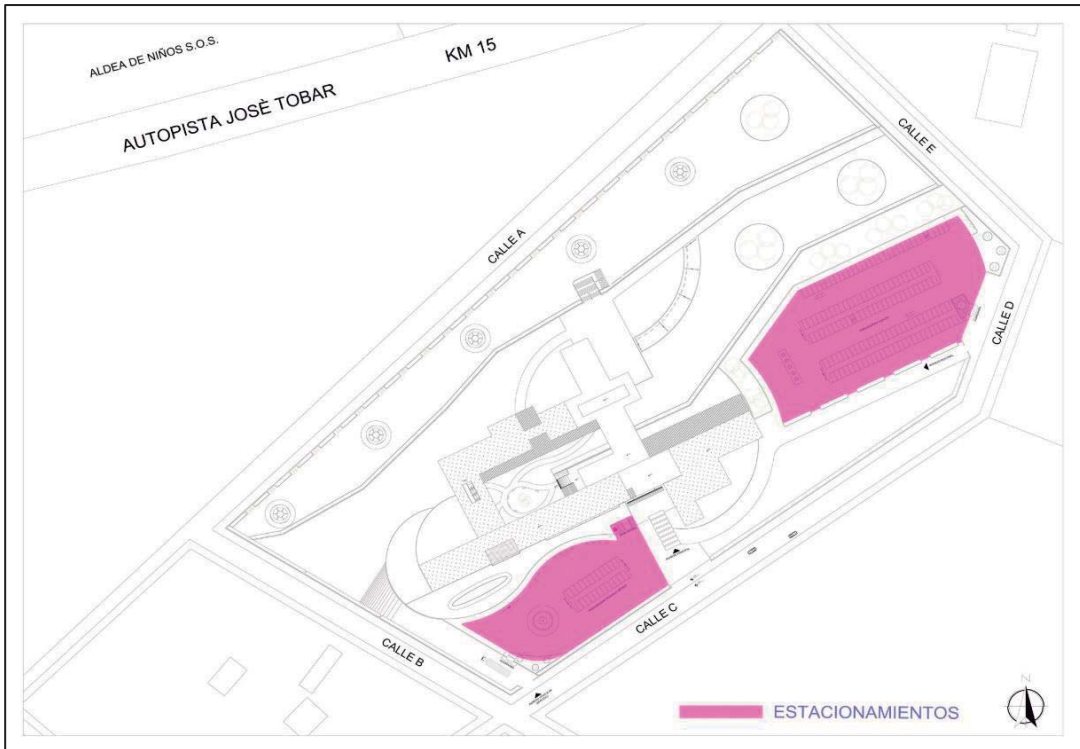 ALDEA DE NIÑOS S.O.S.
KM 15
AUTOPISTA JOSÈ TOBAR
CALLE E
CALLE A
CALLE D
CALLE C
CALLE B
ESTACIONAMIENTOS
N